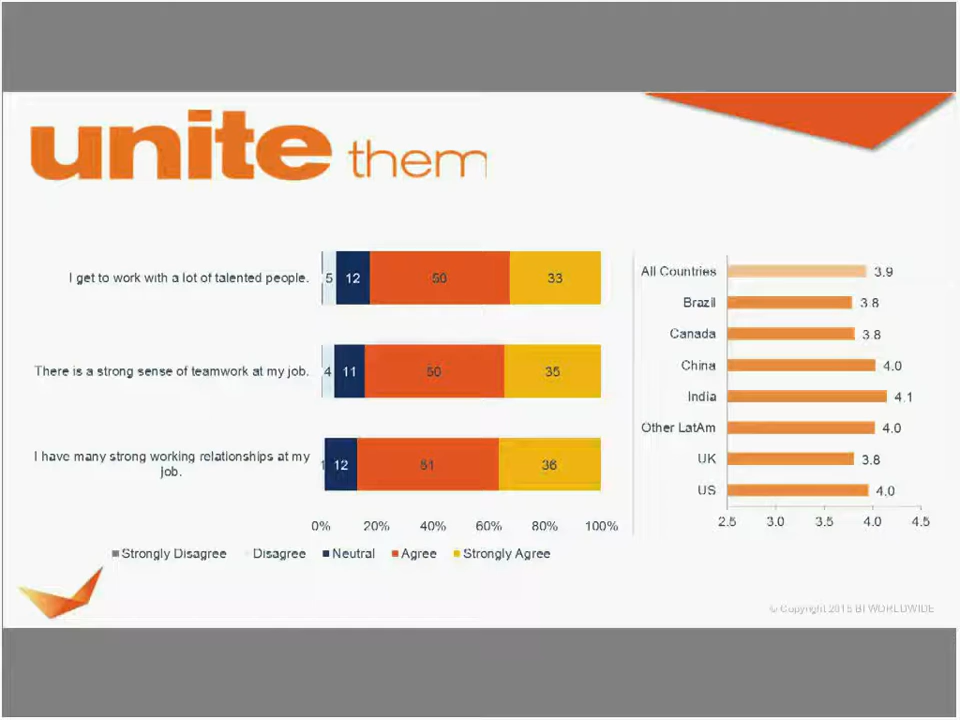 unite them
I get to work with a lot of talented people.
5 12 50 33
There is a strong sense of teamwork at my job.
4 11 50 35
I have many strong working relationships at my
job.
1 12 51 36
0% 20% 40% 60% 80% 100%
Strongly Disagree Disagree Neutral Agree Strongly Agree
All Countries 3.9
Brazil 3.8
Canada 3.8
China 4.0
India 4.1
Other LatAm 4.0
UK 3.8
US 4.0
2.5 3.0 3.5 4.0 4.5
© Copyright 2015 BI WORLDWIDE